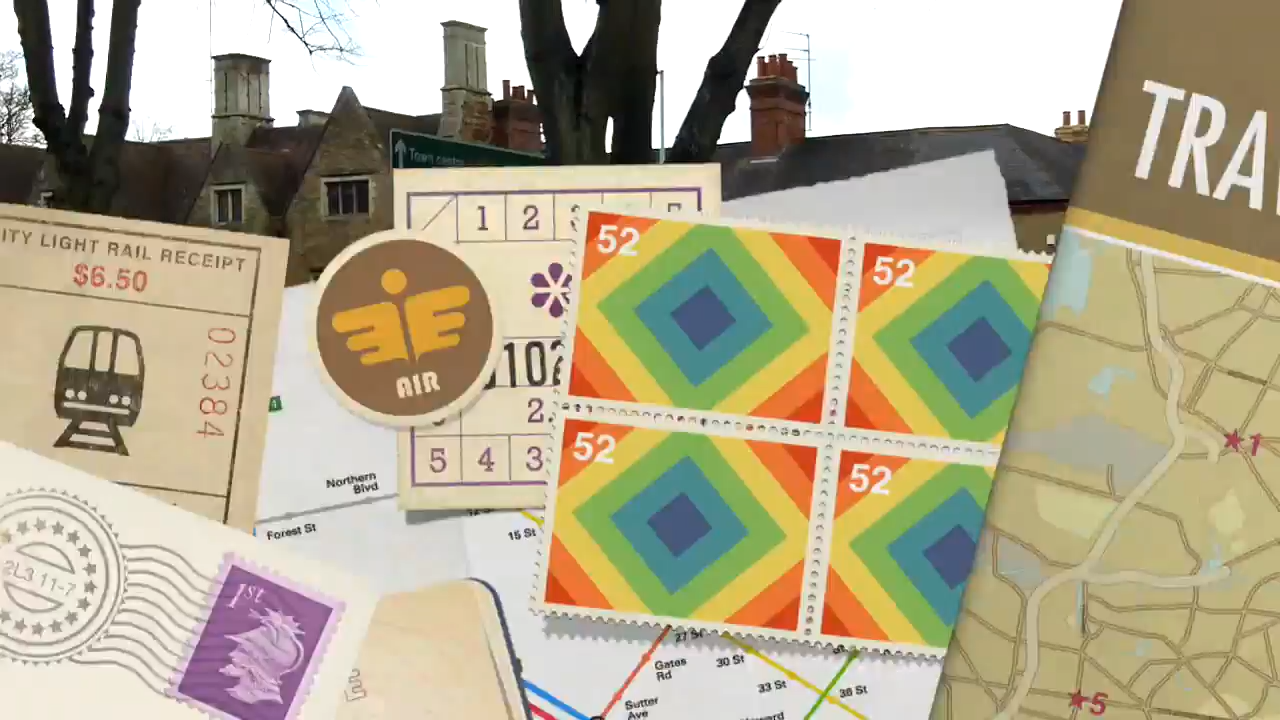 Town centre
TRA
1 2
52
52
ITY LIGHT RAIL RECEIPT
$6.50
02384
AIR
102
2
5 4 3
52
52
Northern
Blvd
Forest St
15 St
2L3 11-7
1st
27 St
Gates
Rd
30 St
33 St
36 St
Sutter
Ave
1
5